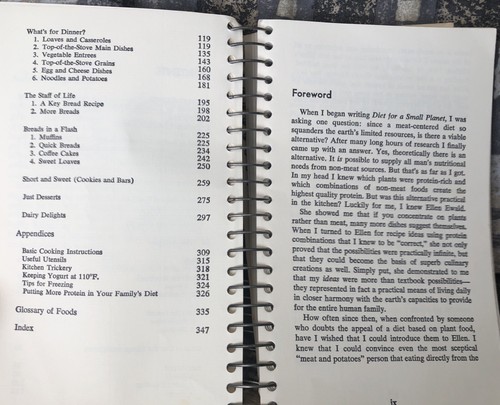 What's for Dinner? 119
1. Loaves and Casseroles 119
2. Top-of-the-Stove Main Dishes 135
3. Vegetable Entrees 143
4. Top-of-the-Stove Grains 160
5. Egg and Cheese Dishes 168
6. Noodles and Potatoes 181
The Staff of Life 195
1. A Key Bread Recipe 198
2. More Breads 202
Breads in a Flash 225
1. Muffins 225
2. Quick Breads 234
3. Coffee Cakes 242
4. Sweet Loaves 250
Short and Sweet (Cookies and Bars) 259
Just Desserts 275
Dairy Delights 297
Appendices
Basic Cooking Instructions 309
Useful Utensils 315
Kitchen Trickery 318
Keeping Yogurt at 110°F. 321
Tips for Freezing 324
Putting More Protein in Your Family's Diet 326
Glossary of Foods 335
Index 347
Foreword
When I began writing Diet for a Small Planet, I was
asking one question: since a meat-centered diet so
squanders the earth's limited resources, is there a viable
alternative? After many long hours of research I finally
came up with an answer. Yes, theoretically there is an
alternative. It is possible to supply all man's nutritional
needs from non-meat sources. But that's as far as I got.
In my head I knew which plants were protein-rich and
which combinations of non-meat foods create the
highest quality protein. But was this alternative practical
in the kitchen? Luckily for me, I knew Ellen Ewald.
She showed me that if you concentrate on plants
rather than meat, many more dishes suggest themselves.
When I turned to Ellen for recipe ideas using protein
combinations that I knew to be "correct," she not only
proved that the possibilities were practically infinite, but
that they could become the basis of superb culinary
creations as well. Simply put, she demonstrated to me
that my ideas were more than textbook possibilities—
they represented in fact a practical means of living daily
in closer harmony with the earth's capacities to provide
for the entire human family.
How often since then, when confronted by someone
who doubts the appeal of a diet based on plant food,
have I wished that I could introduce them to Ellen. I
knew that I could convince even the most sceptical
"meat and potatoes" person that eating directly from the
ix